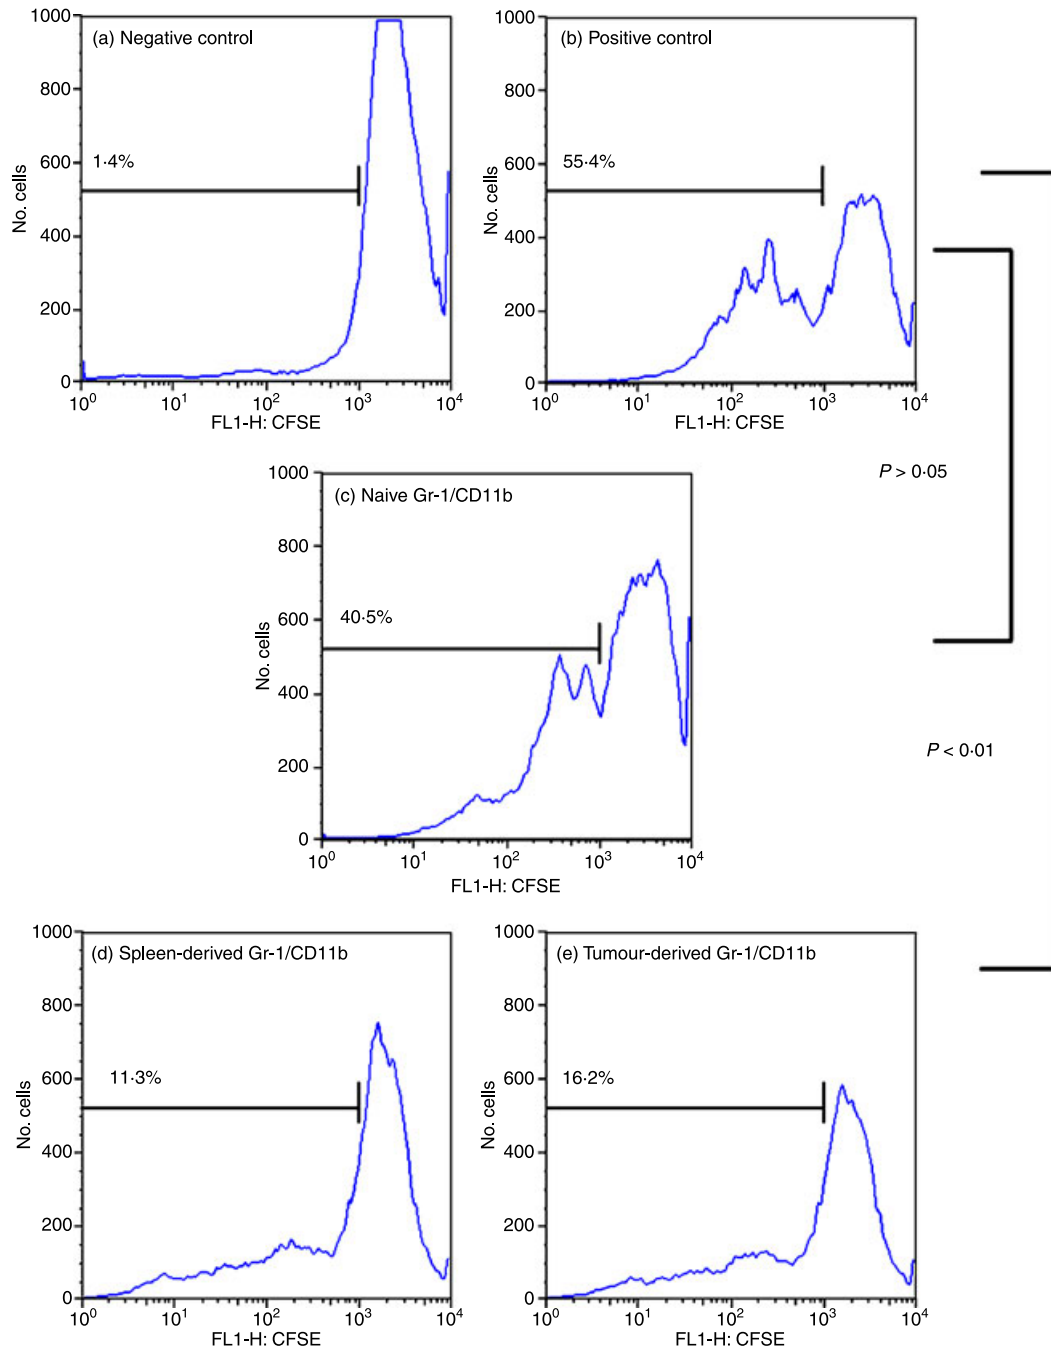 (a) Negative control
1·4%
No. cells
1000
800
600
400
200
0
10^0 10^1 10^2 10^3 10^4
FL1-H: CFSE
(b) Positive control
55·4%
No. cells
1000
800
600
400
200
0
10^0 10^1 10^2 10^3 10^4
FL1-H: CFSE
P > 0·05
(c) Naive Gr-1/CD11b
40·5%
No. cells
1000
800
600
400
200
0
10^0 10^1 10^2 10^3 10^4
FL1-H: CFSE
P < 0·01
(d) Spleen-derived Gr-1/CD11b
11·3%
No. cells
1000
800
600
400
200
0
10^0 10^1 10^2 10^3 10^4
FL1-H: CFSE
(e) Tumour-derived Gr-1/CD11b
16·2%
No. cells
1000
800
600
400
200
0
10^0 10^1 10^2 10^3 10^4
FL1-H: CFSE